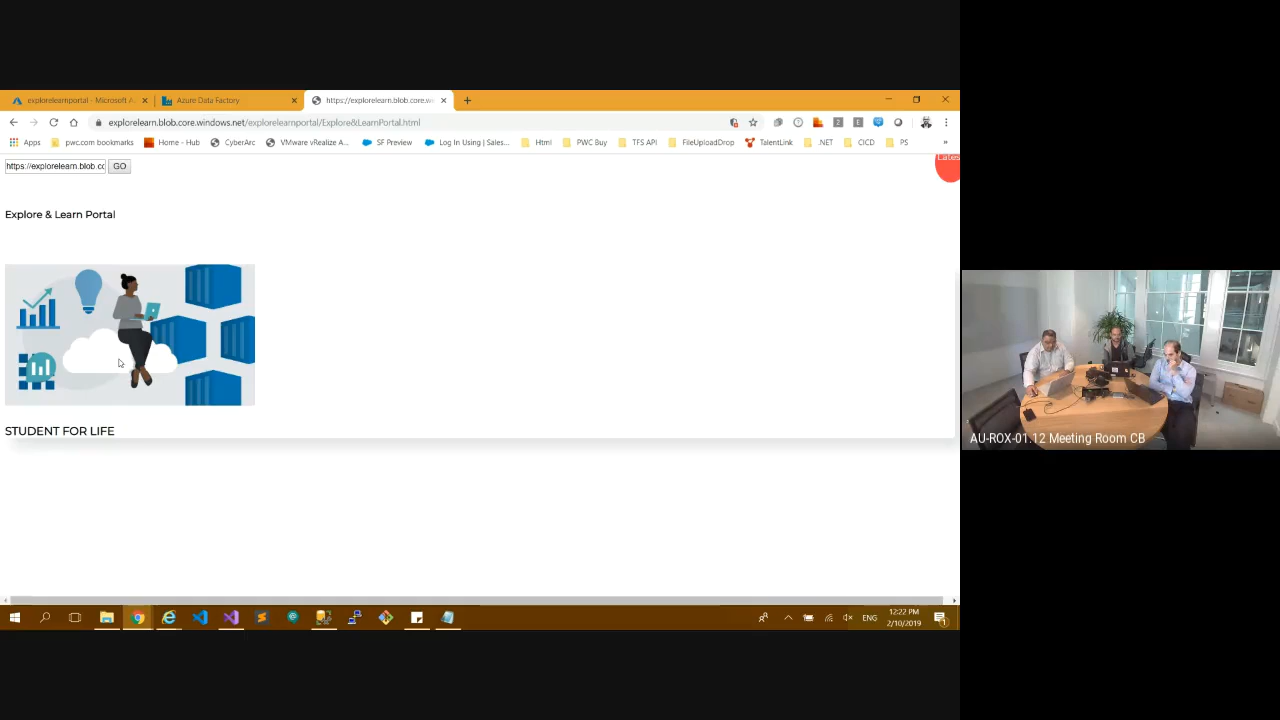 explorelearnportal - Microsoft A
Azure Data Factory
https://explorelearn.blob.core.wi
explorelearn.blob.core.windows.net/explorelearnportal/Explore&LearnPortal.html
Apps
pwc.com bookmarks
Home - Hub
CyberArc
VMware vRealize A...
SF Preview
Log In Using | Sales...
Html
PWC Buy
TFS API
FileUploadDrop
TalentLink
.NET
CICD
PS
»
https://explorelearn.blob.co
GO
Lates
Explore & Learn Portal
STUDENT FOR LIFE
AU-ROX-01.12 Meeting Room CB
ENG
12:22 PM
2/10/2019